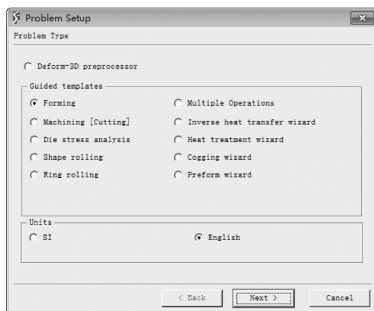 Problem Setup
Problem Type
Deform-3D preprocessor
Guided templates
Forming
Multiple Operations
Machining [Cutting]
Inverse heat transfer wizard
Die stress analysis
Heat treatment wizard
Shape rolling
Cogging wizard
Ring rolling
Preform wizard
Units
SI
English
< Back
Next >
Cancel